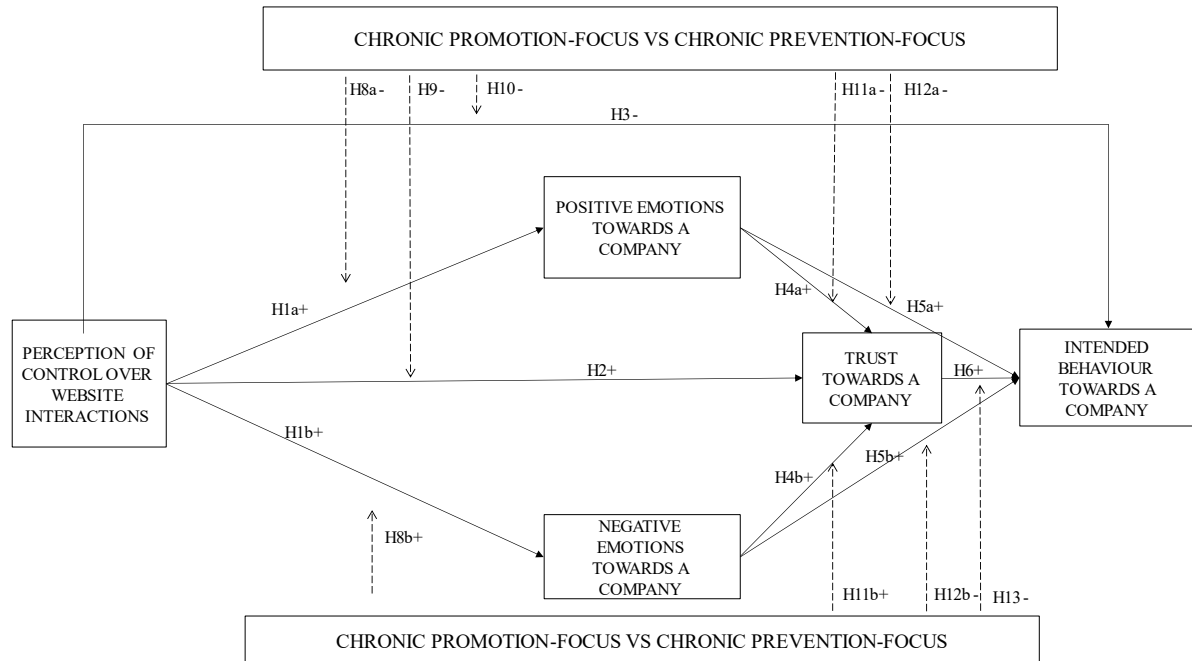 CHRONIC PROMOTION-FOCUS VS CHRONIC PREVENTION-FOCUS
H8a-
H9-
H10-
H11a-
H12a-
H3-
POSITIVE EMOTIONS
TOWARDS A
COMPANY
H1a+
H4a+
H5a+
PERCEPTION OF
CONTROL OVER
WEBSITE
INTERACTIONS
H2+
TRUST
TOWARDS A
COMPANY
H6+
INTENDED
BEHAVIOUR
TOWARDS A
COMPANY
H1b+
H4b+
H5b+
NEGATIVE
EMOTIONS
TOWARDS A
COMPANY
H8b+
H11b+
H12b-
H13-
CHRONIC PROMOTION-FOCUS VS CHRONIC PREVENTION-FOCUS